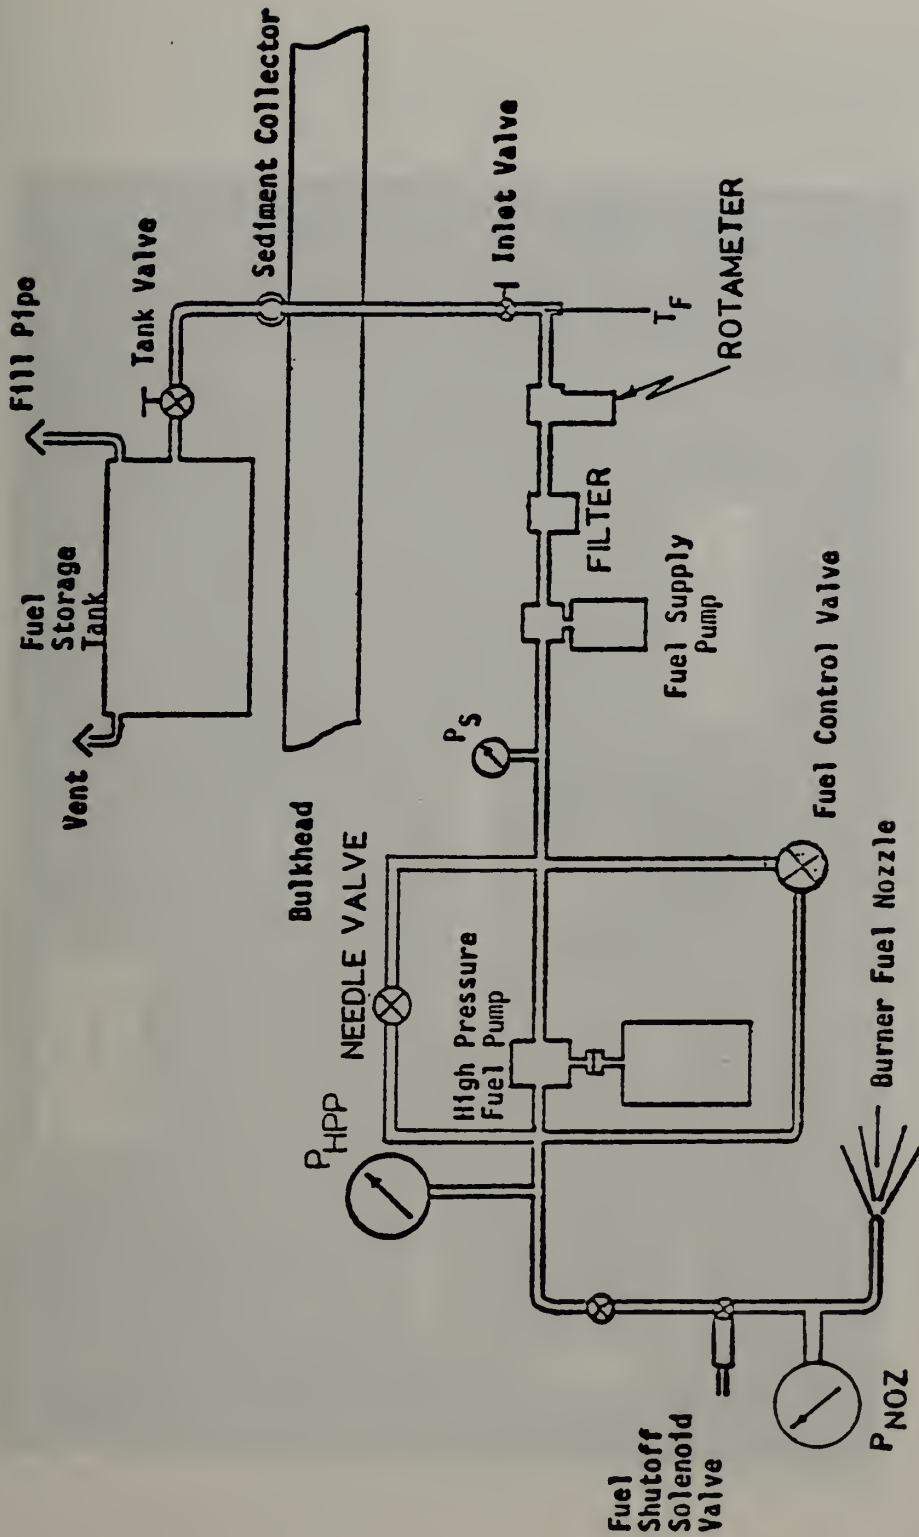 Fill Pipe
Tank Valve
Sediment Collector
Inlet Valve
Fuel
Storage
Tank
Vent
T_F
ROTAMETER
FILTER
Fuel Supply
Pump
P_S
Bulkhead
NEEDLE VALVE
High Pressure
Fuel Pump
Fuel Control Valve
P_HPP
Burner Fuel Nozzle
Fuel
Shutoff
Solenoid
Valve
P_NOZ